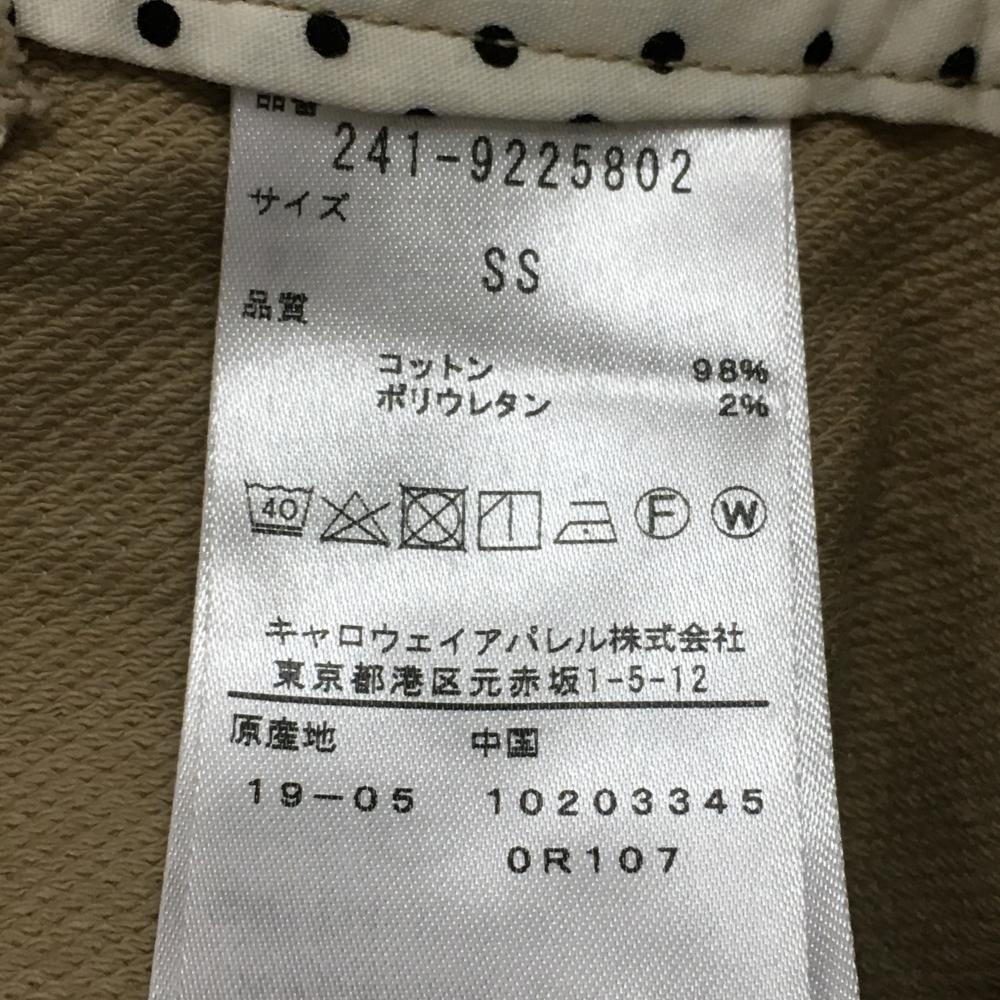 品番
241-9225802
サイズ
SS
品質
コットン 98%
ポリウレタン 2%
40 F W
キャロウェイアパレル株式会社
東京都港区元赤坂1-5-12
原産地 中国
19-05 10203345
0R107